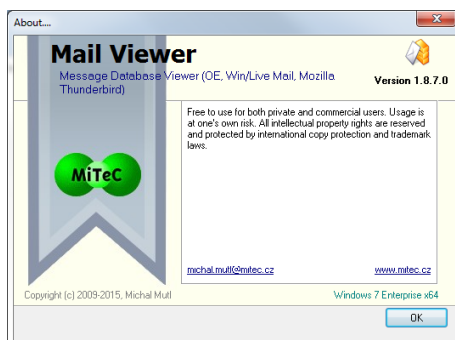 About....
Mail Viewer
Message Database Viewer (OE, Win/Live Mail, Mozilla
Thunderbird)
Version 1.8.7.0
Free to use for both private and commercial users. Usage is
at one's own risk. All intellectual property rights are reserved
and protected by international copy protection and trademark
laws.
MiTeC
michal.mutl@mitec.cz
www.mitec.cz
Copyright (c) 2009-2015, Michal Mutl
Windows 7 Enterprise x64
OK